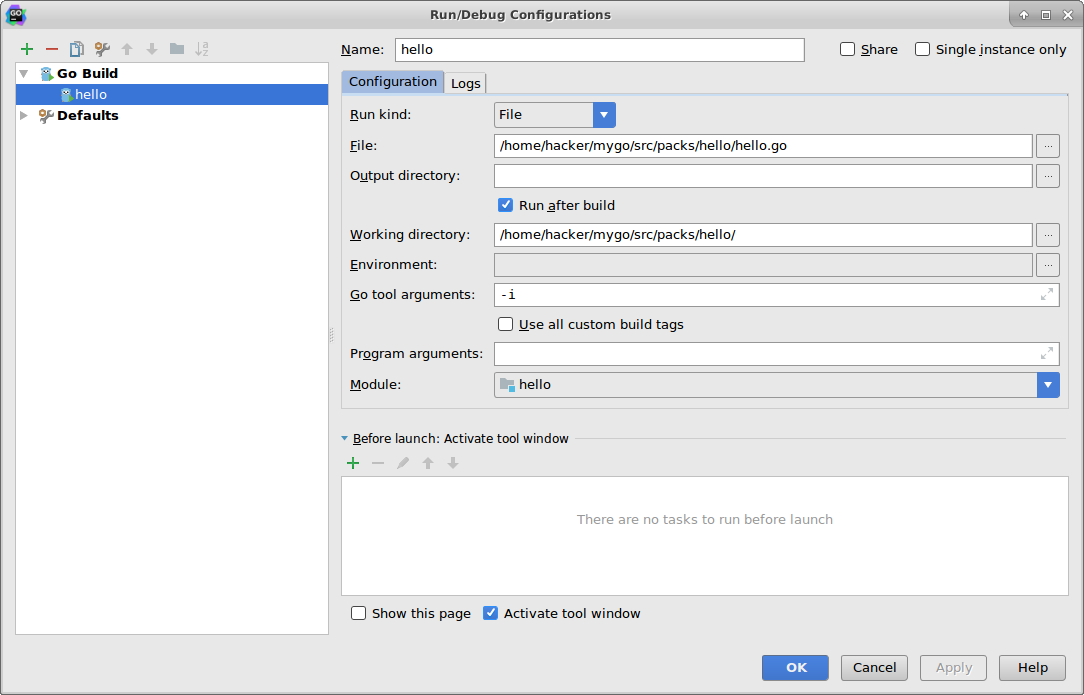 Run/Debug Configurations
Name: hello Share Single instance only
Go Build
hello
Defaults
Configuration Logs
Run kind: File
File: /home/hacker/mygo/src/packs/hello/hello.go ...
Output directory: ...
Run after build
Working directory: /home/hacker/mygo/src/packs/hello/ ...
Environment: ...
Go tool arguments: -i
Use all custom build tags
Program arguments:
Module: hello
Before launch: Activate tool window
There are no tasks to run before launch
Show this page Activate tool window
OK Cancel Apply Help